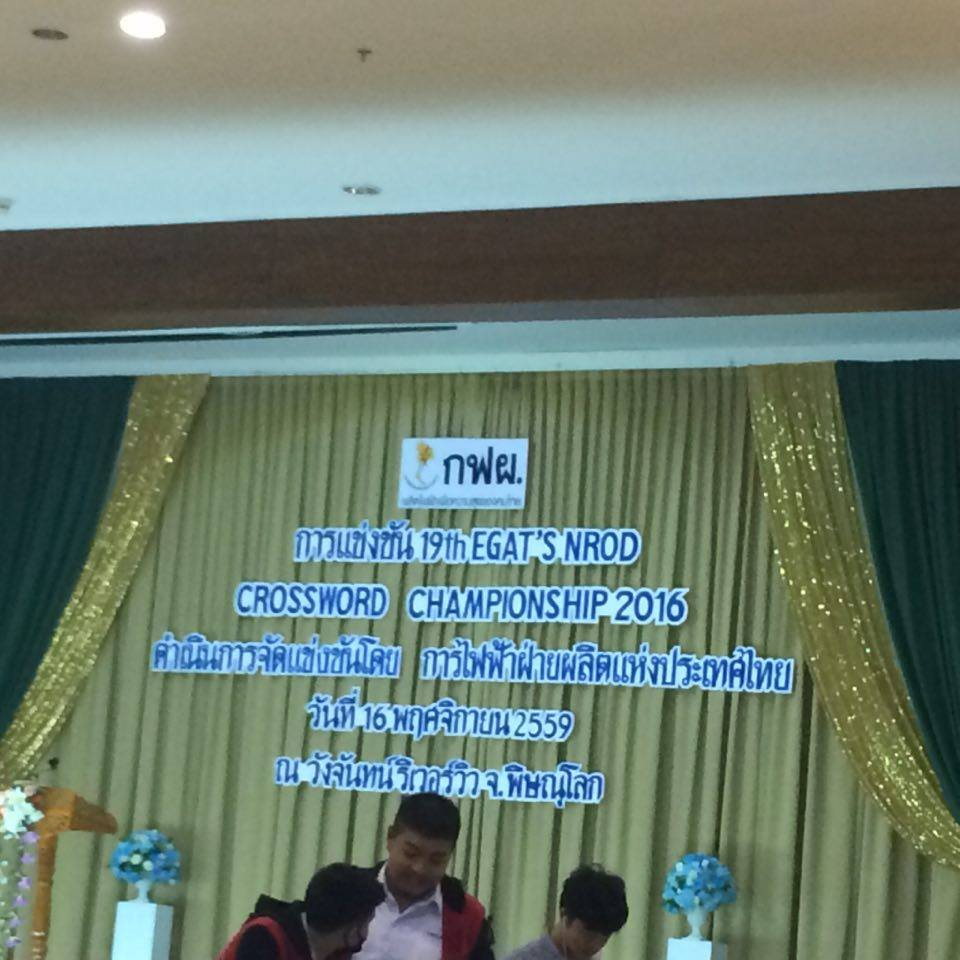 กฟผ.
การแข่งขัน 19th EGAT'S NROD
CROSSWORD CHAMPIONSHIP 2016
ดำเนินการจัดแข่งขันโดย การไฟฟ้าฝ่ายผลิตแห่งประเทศไทย
วันที่ 16 พฤศจิกายน 2559
ณ วังจันทน์ ริเวอร์วิว จ.พิษณุโลก